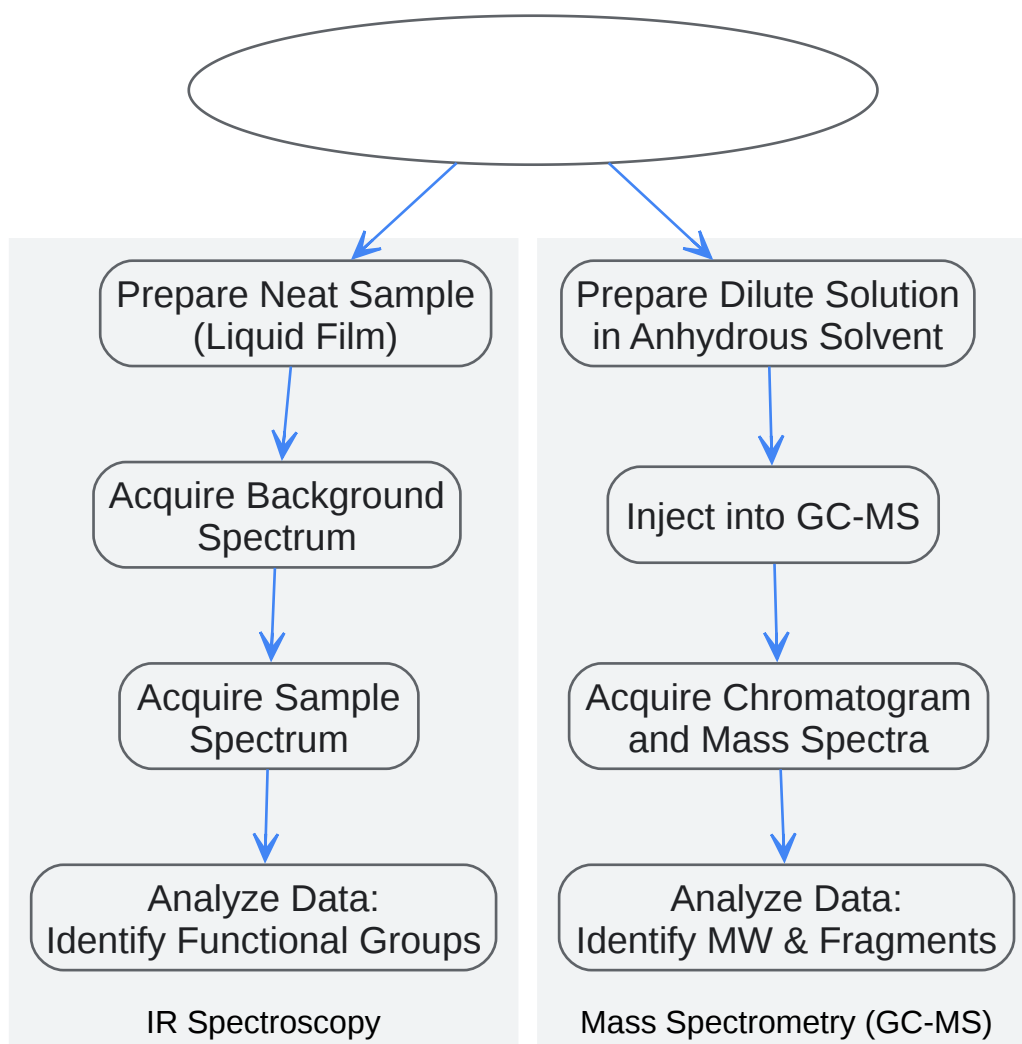 Prepare Neat Sample
(Liquid Film)
Acquire Background
Spectrum
Acquire Sample
Spectrum
Analyze Data:
Identify Functional Groups
IR Spectroscopy
Prepare Dilute Solution
in Anhydrous Solvent
Inject into GC-MS
Acquire Chromatogram
and Mass Spectra
Analyze Data:
Identify MW & Fragments
Mass Spectrometry (GC-MS)